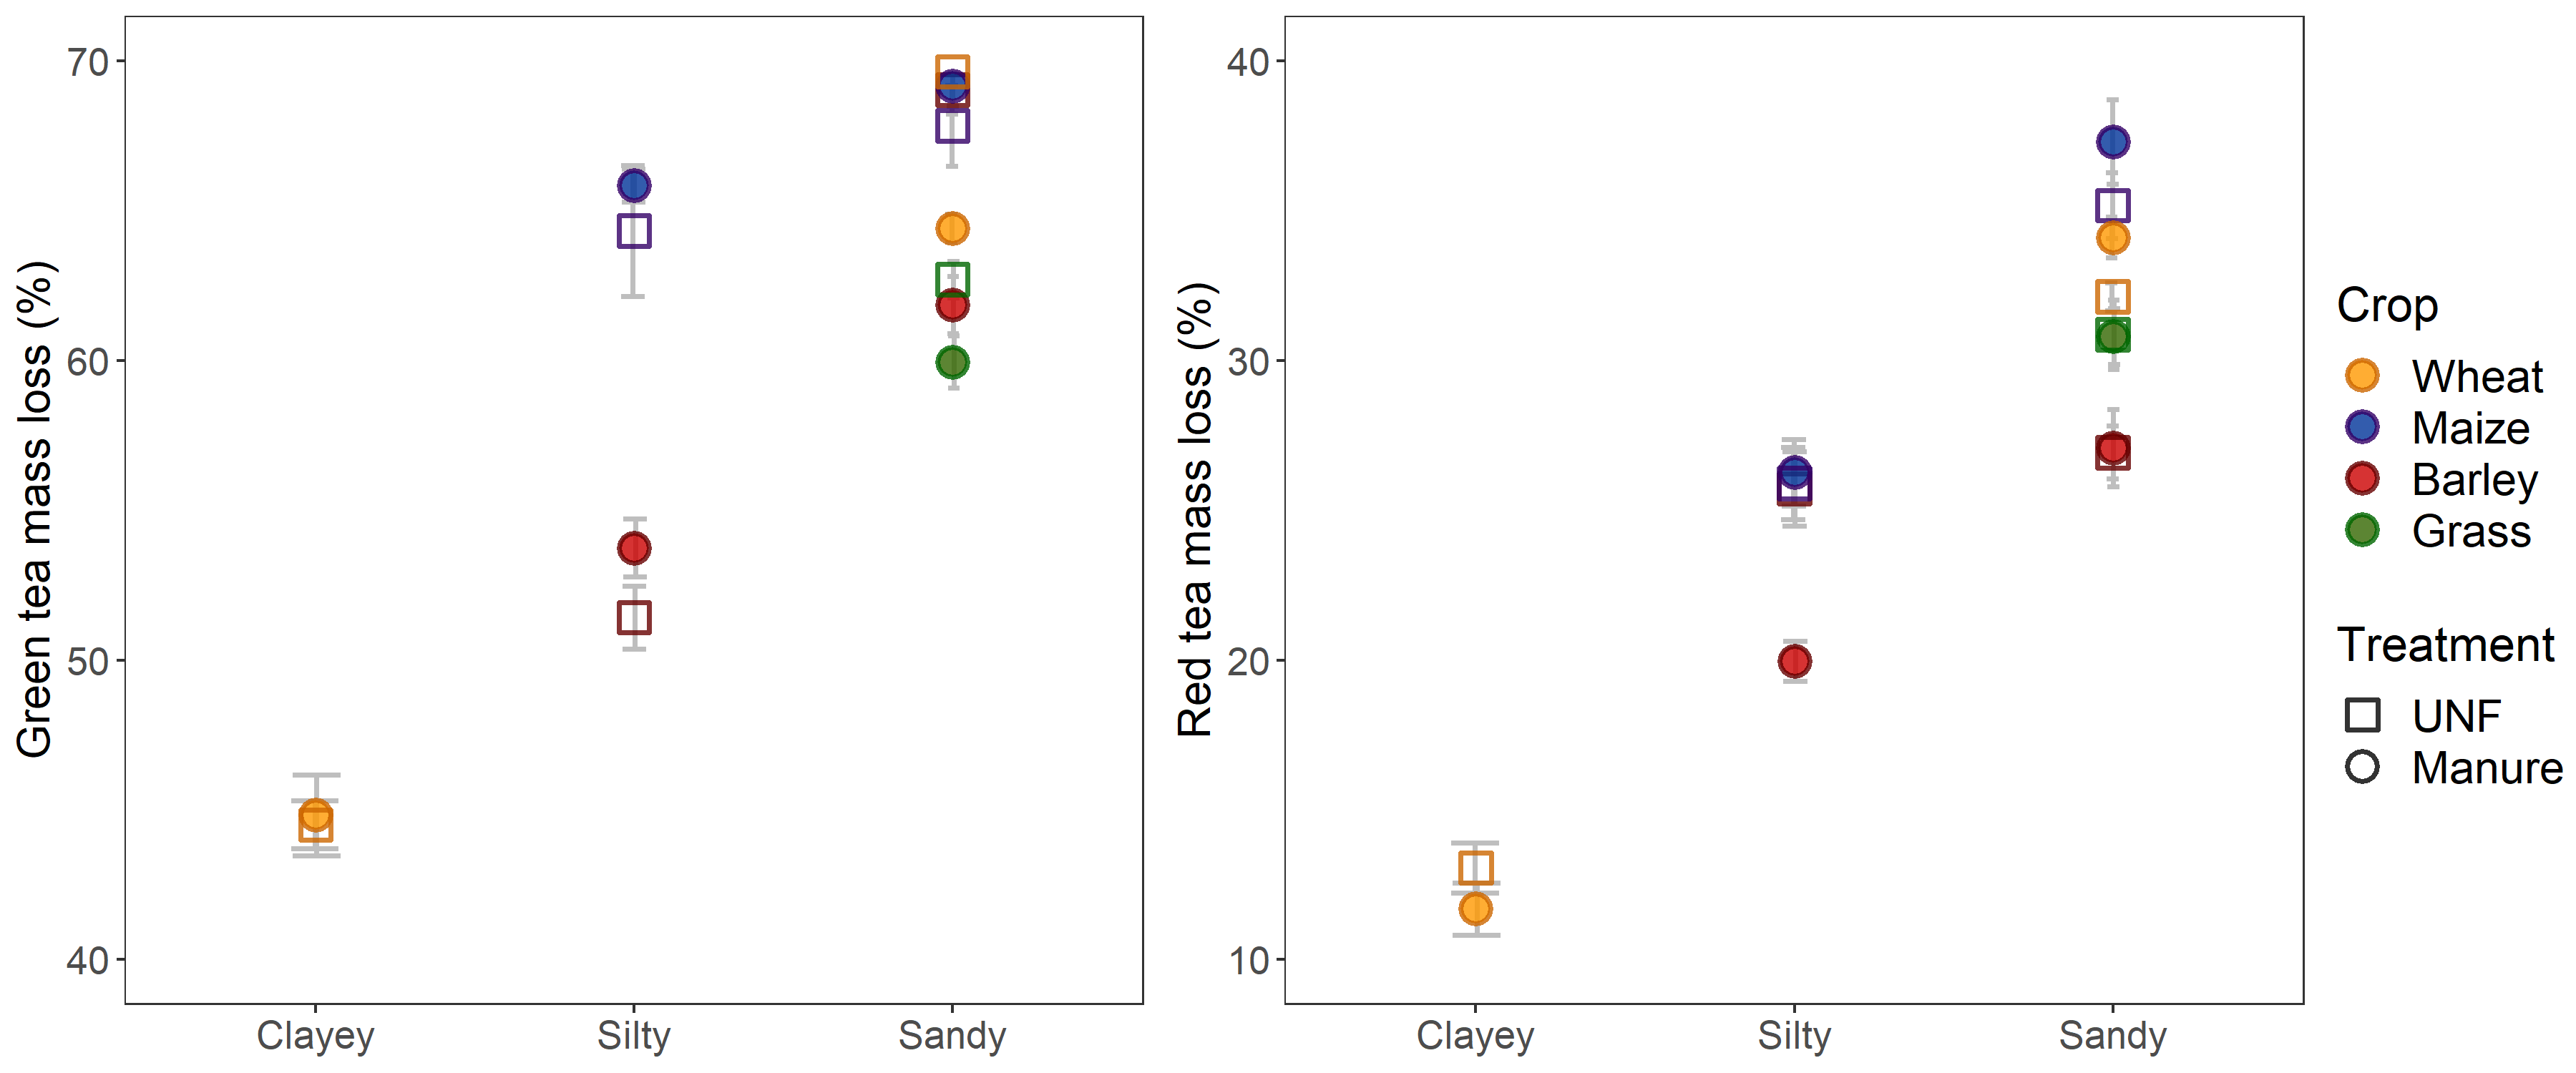 Green tea mass loss (%)
70
60
50
40
Clayey
Silty
Sandy
Red tea mass loss (%)
40
30
20
10
Clayey
Silty
Sandy
Crop
Wheat
Maize
Barley
Grass
Treatment
UNF
Manure